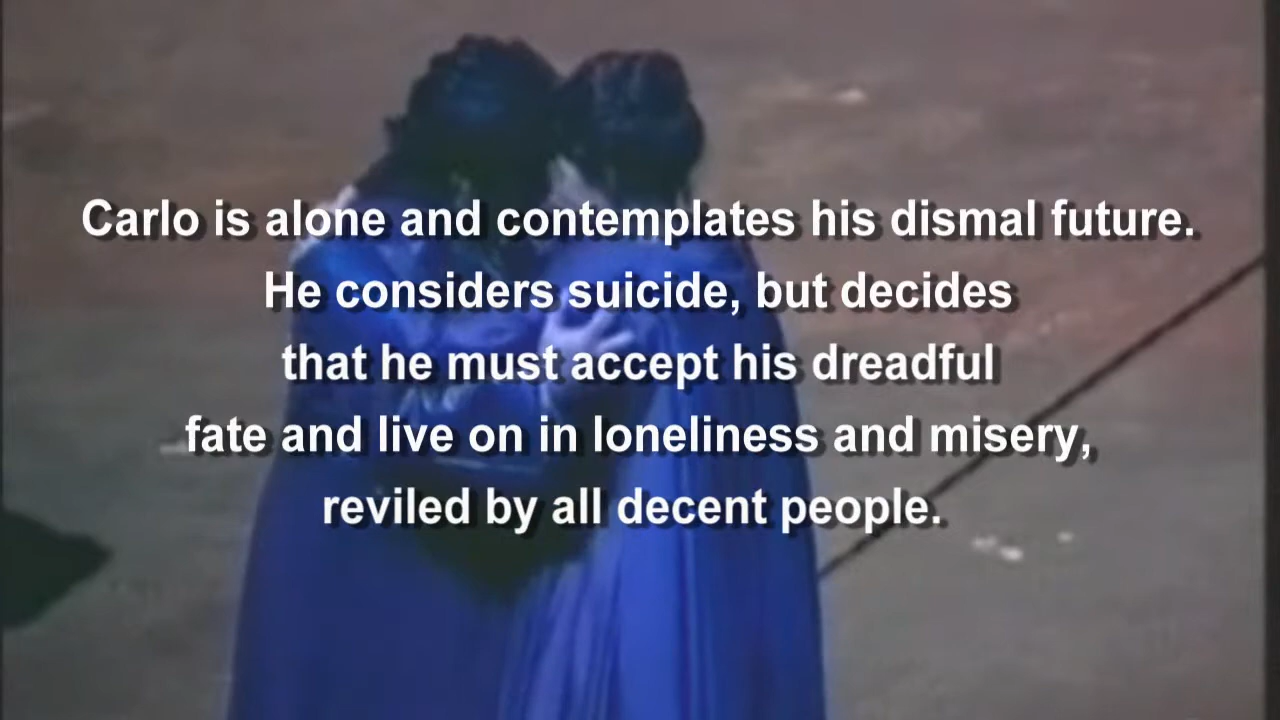 Carlo is alone and contemplates his dismal future.
He considers suicide, but decides
that he must accept his dreadful
fate and live on in loneliness and misery,
reviled by all decent people.